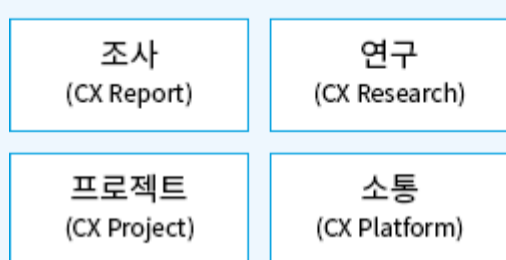 조사
(CX Report)
연구
(CX Research)
프로젝트
(CX Project)
소통
(CX Platform)